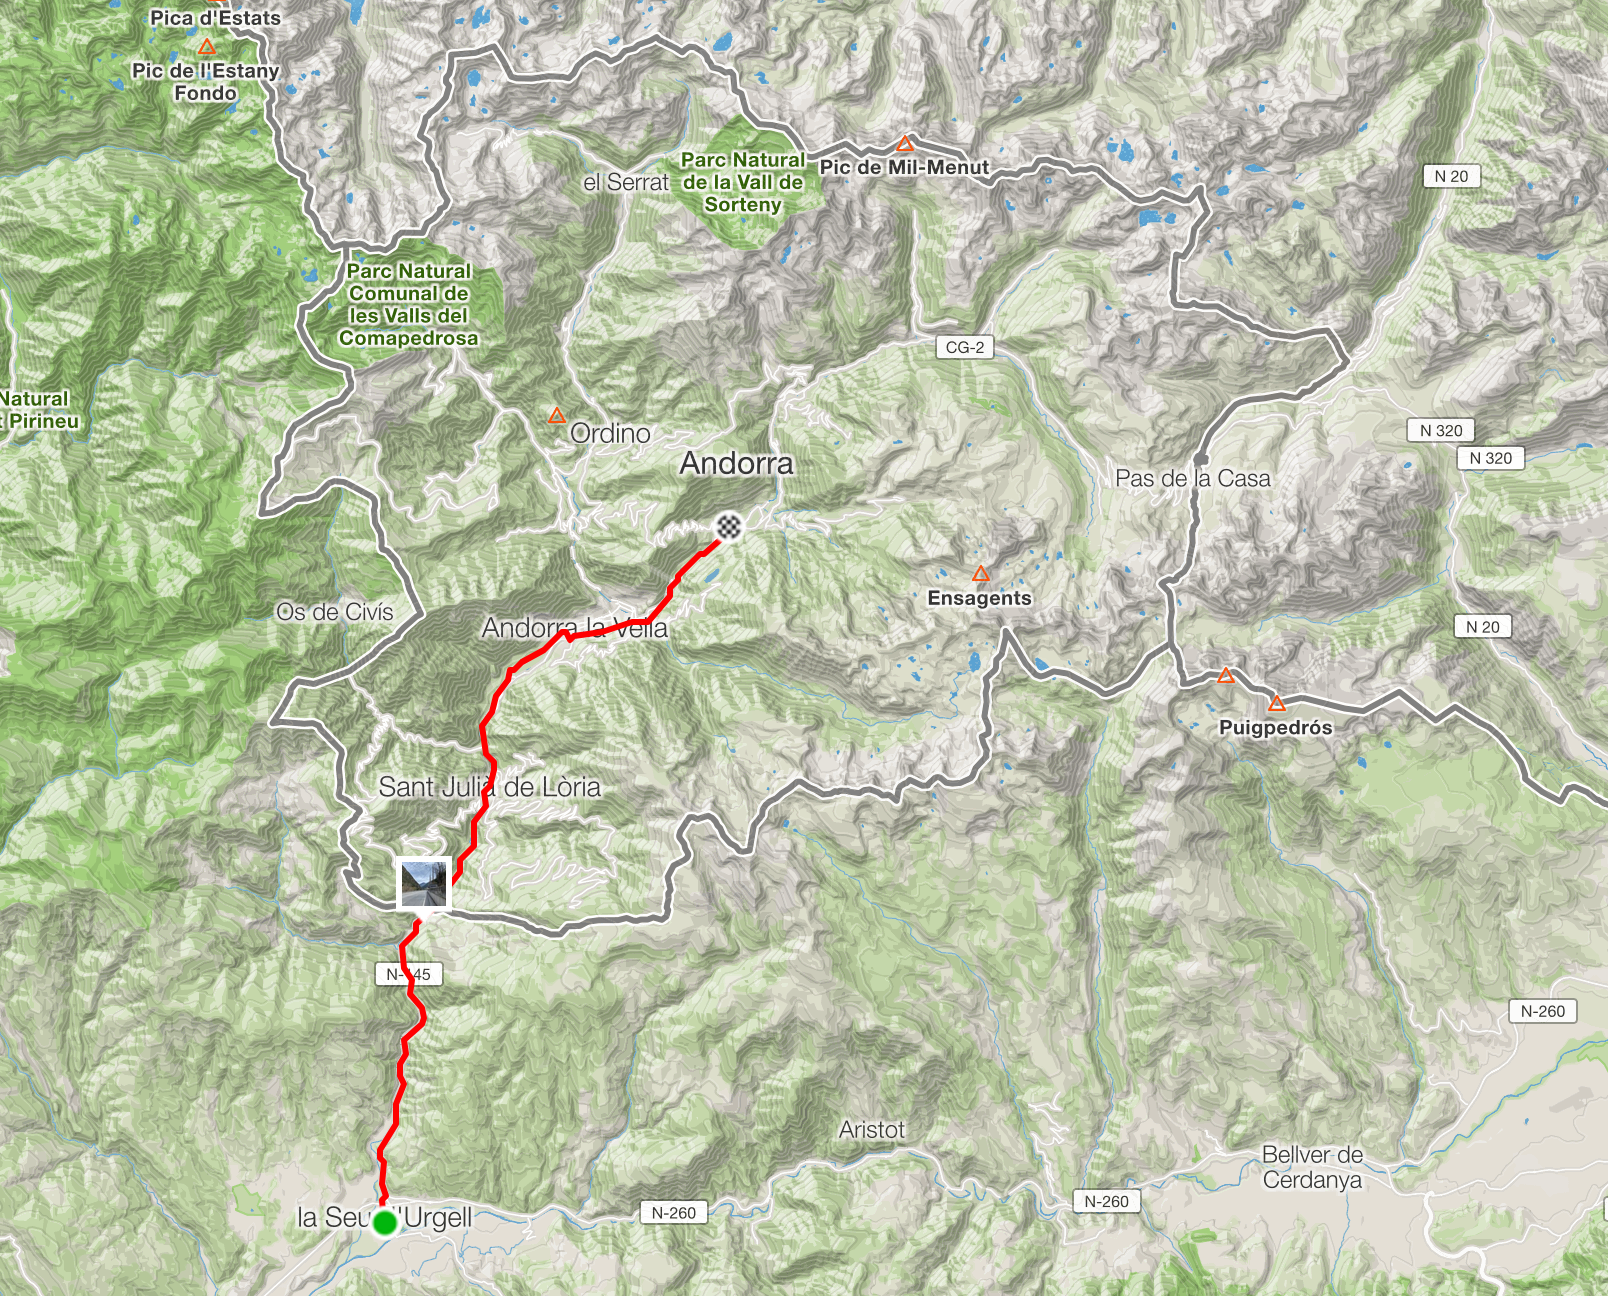 Pica d'Estats
Pic de l'Estany
Fondo
Parc Natural
de la Vall de
Sorteny
Pic de Mil-Menut
N 20
el Serrat
Parc Natural
Comunal de
les Valls del
Comapedrosa
CG-2
Natural
t Pirineu
Ordino
N 320
Andorra
N 320
Pas de la Casa
Ensagents
Os de Civís
Andorra la Vella
N 20
Puigpedrós
Sant Julià de Lòria
N-145
N-260
Aristot
Bellver de
Cerdanya
N-260
N-260
la Seu d'Urgell